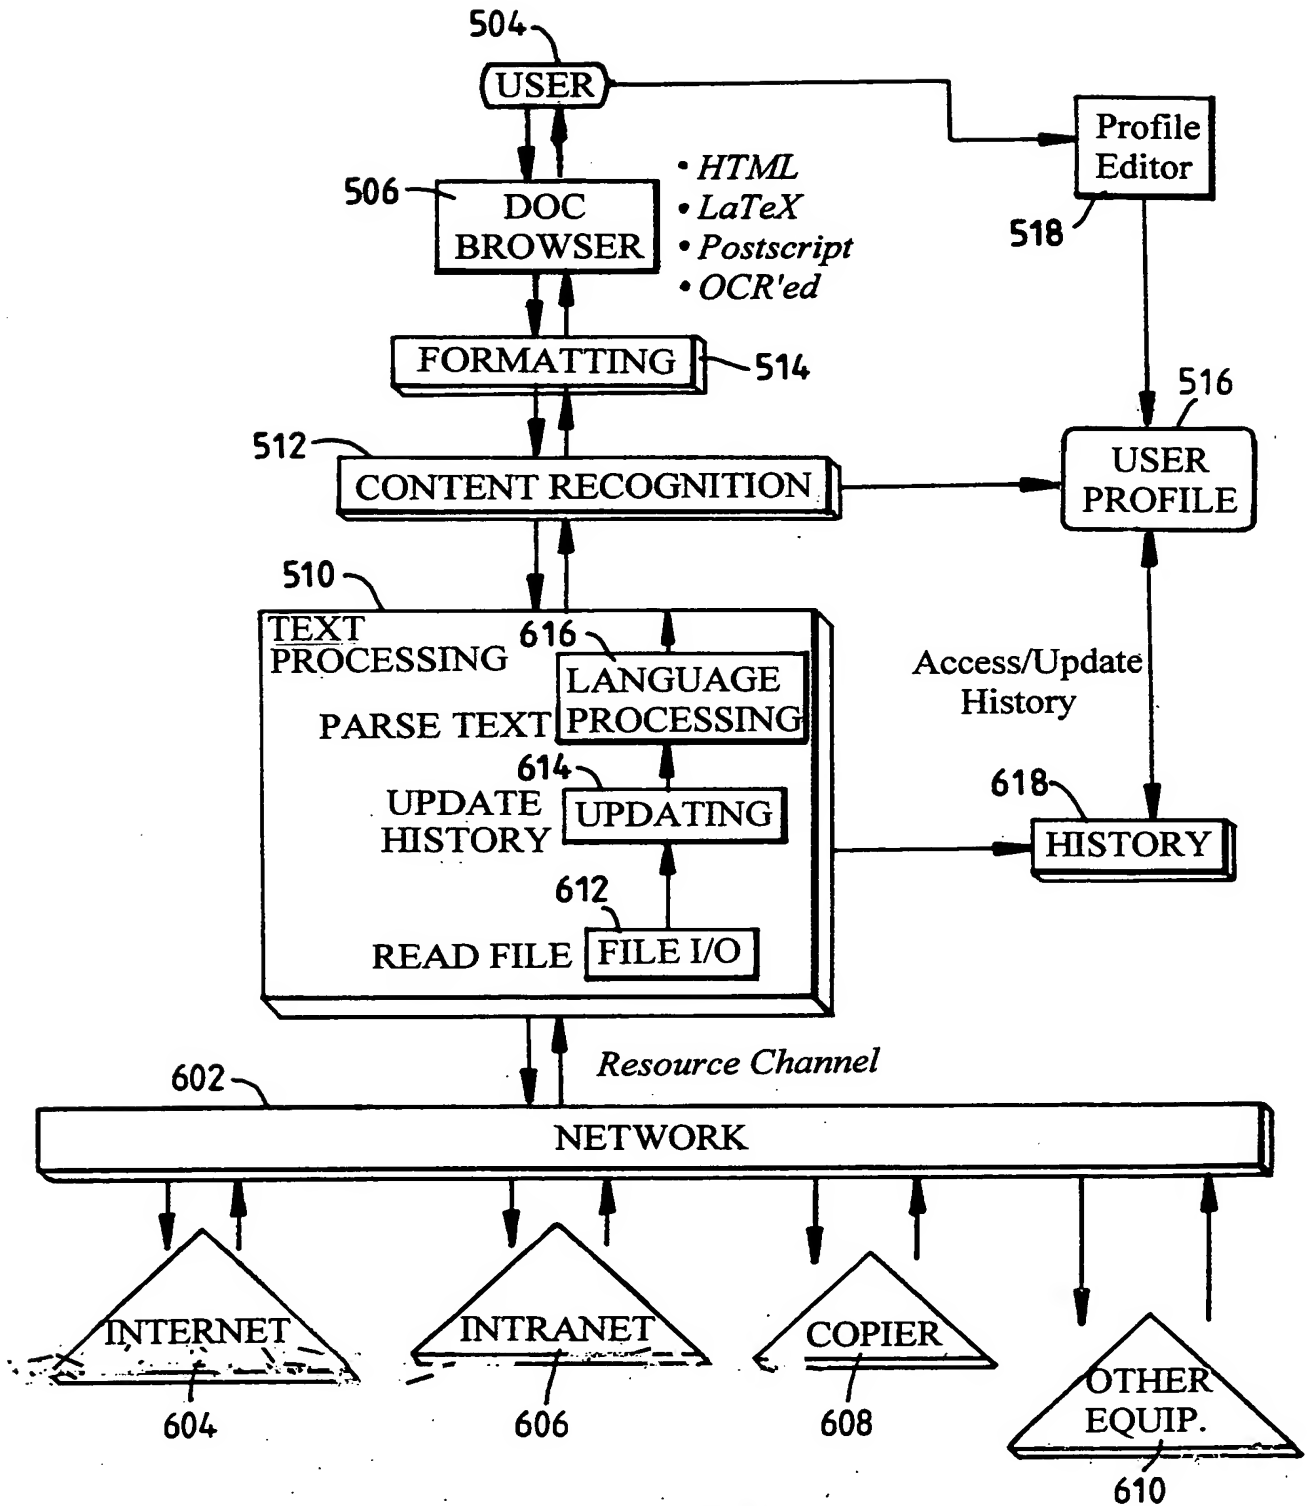 504
USER
Profile
Editor
518
506
DOC
BROWSER
• HTML
• LaTeX
• Postscript
• OCR'ed
FORMATTING
514
512
CONTENT RECOGNITION
516
USER
PROFILE
510
TEXT
PROCESSING
616
LANGUAGE
PROCESSING
PARSE TEXT
Access/Update
History
614
UPDATE
HISTORY
UPDATING
618
HISTORY
612
READ FILE
FILE I/O
Resource Channel
602
NETWORK
INTERNET
604
INTRANET
606
COPIER
608
OTHER
EQUIP.
610